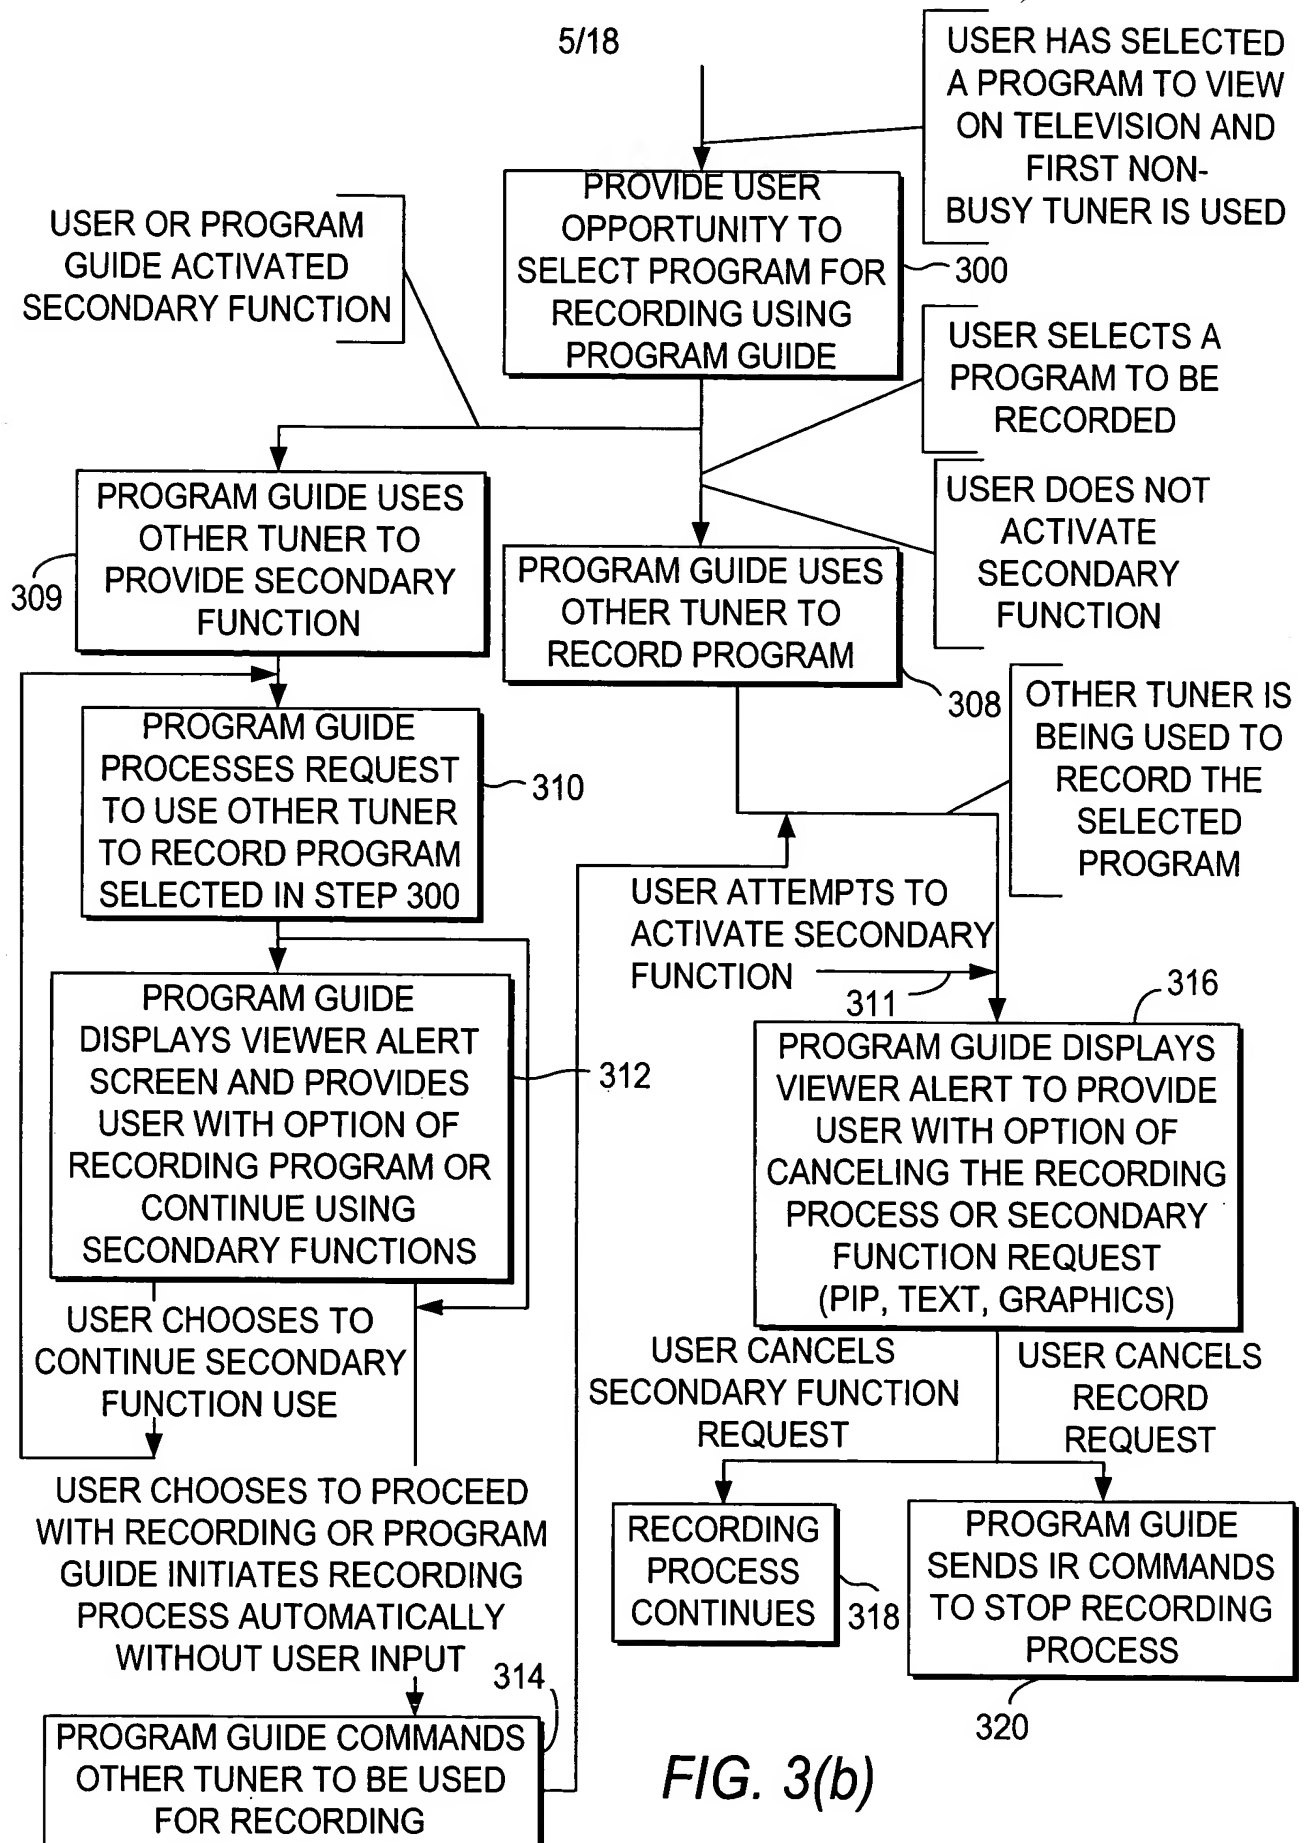 5/18
USER HAS SELECTED
A PROGRAM TO VIEW
ON TELEVISION AND
FIRST NON-
BUSY TUNER IS USED
PROVIDE USER
OPPORTUNITY TO
SELECT PROGRAM FOR
RECORDING USING
PROGRAM GUIDE
300
USER OR PROGRAM
GUIDE ACTIVATED
SECONDARY FUNCTION
USER SELECTS A
PROGRAM TO BE
RECORDED
USER DOES NOT
ACTIVATE
SECONDARY
FUNCTION
PROGRAM GUIDE USES
OTHER TUNER TO
PROVIDE SECONDARY
FUNCTION
309
PROGRAM GUIDE USES
OTHER TUNER TO
RECORD PROGRAM
308
OTHER TUNER IS
BEING USED TO
RECORD THE
SELECTED
PROGRAM
PROGRAM GUIDE
PROCESSES REQUEST
TO USE OTHER TUNER
TO RECORD PROGRAM
SELECTED IN STEP 300
310
USER ATTEMPTS TO
ACTIVATE SECONDARY
FUNCTION
311
PROGRAM GUIDE
DISPLAYS VIEWER ALERT
SCREEN AND PROVIDES
USER WITH OPTION OF
RECORDING PROGRAM OR
CONTINUE USING
SECONDARY FUNCTIONS
312
316
PROGRAM GUIDE DISPLAYS
VIEWER ALERT TO PROVIDE
USER WITH OPTION OF
CANCELING THE RECORDING
PROCESS OR SECONDARY
FUNCTION REQUEST
(PIP, TEXT, GRAPHICS)
USER CHOOSES TO
CONTINUE SECONDARY
FUNCTION USE
USER CANCELS
SECONDARY FUNCTION
REQUEST
USER CANCELS
RECORD
REQUEST
USER CHOOSES TO PROCEED
WITH RECORDING OR PROGRAM
GUIDE INITIATES RECORDING
PROCESS AUTOMATICALLY
WITHOUT USER INPUT
RECORDING
PROCESS
CONTINUES
318
PROGRAM GUIDE
SENDS IR COMMANDS
TO STOP RECORDING
PROCESS
320
314
PROGRAM GUIDE COMMANDS
OTHER TUNER TO BE USED
FOR RECORDING
FIG. 3(b)